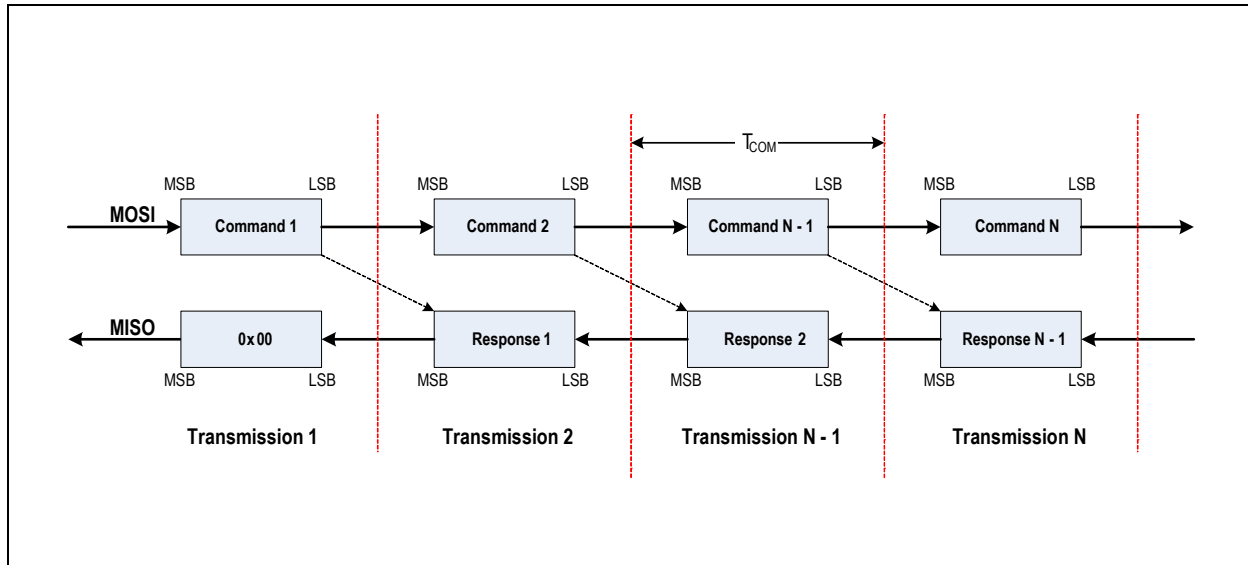 T_COM
MSB LSB MSB LSB MSB LSB MSB LSB
MOSI Command 1 Command 2 Command N - 1 Command N
MISO 0x00 Response 1 Response 2 Response N - 1
MSB LSB MSB LSB MSB LSB MSB LSB
Transmission 1 Transmission 2 Transmission N - 1 Transmission N